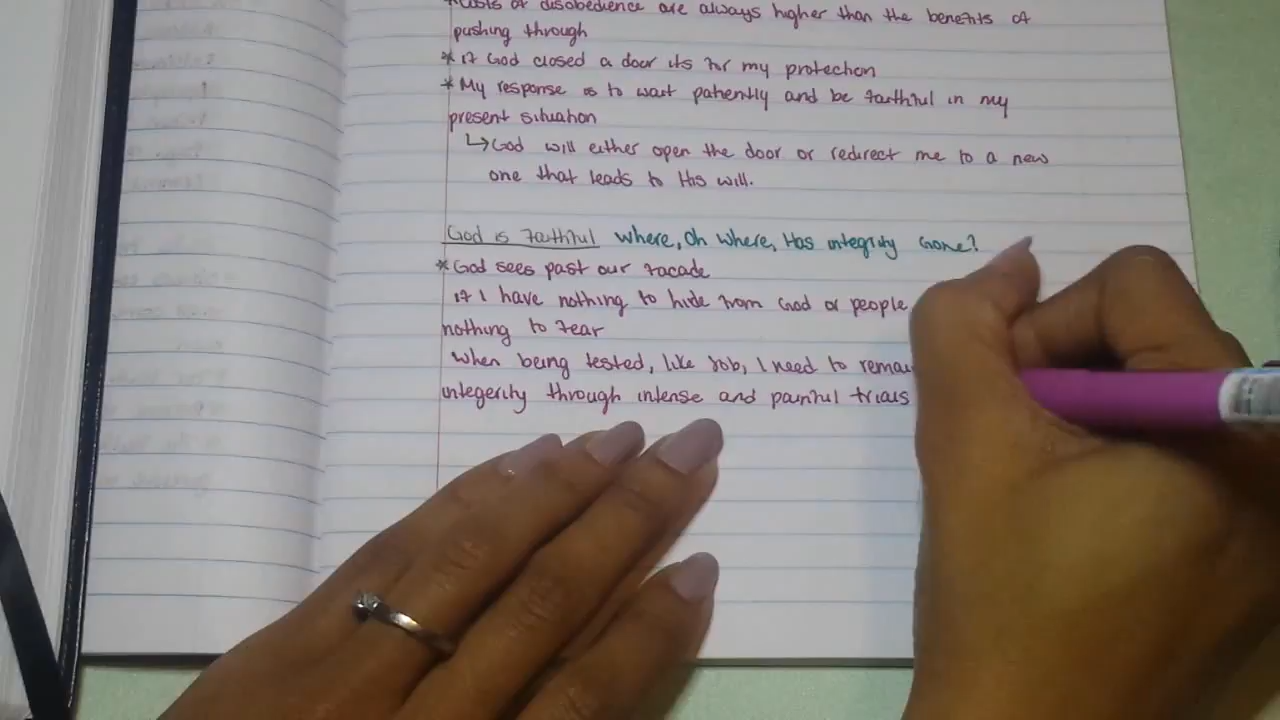 *Costs of disobedience are always higher than the benefits of
pushing through
* if God closed a door its for my protection
* My response is to wait patiently and be faithful in my
present situation
↳God will either open the door or redirect me to a new
one that leads to His will.
God is faithful where, Oh where, Has integrity Gone?
*God sees past our facade
if I have nothing to hide from God or people
nothing to fear
when being tested, like Job, I need to
integerity through intense and painful trials